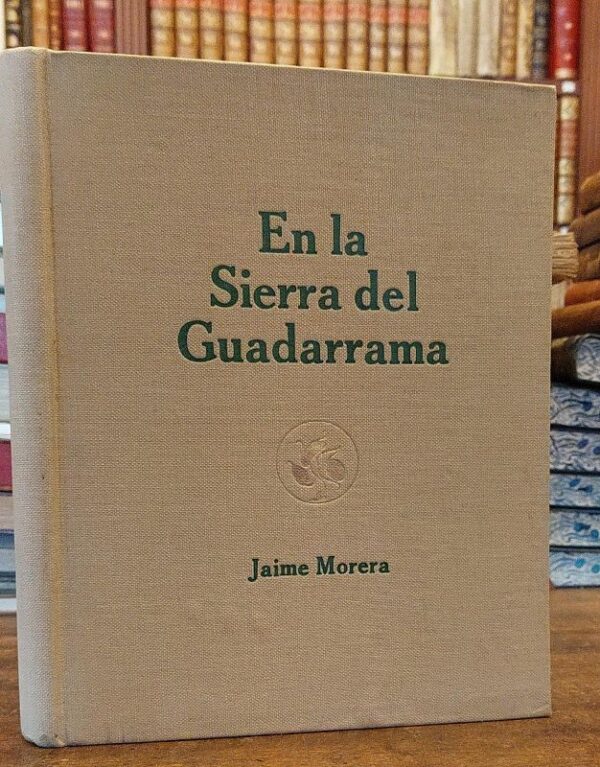 En la
Sierra del
Guadarrama
Jaime Morera